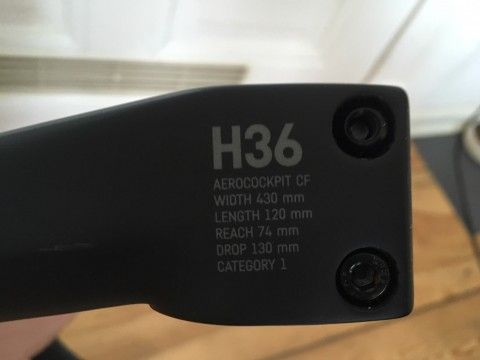 H36
AEROCOCKPIT CF
WIDTH 430 mm
LENGTH 120 mm
REACH 74 mm
DROP 130 mm
CATEGORY 1